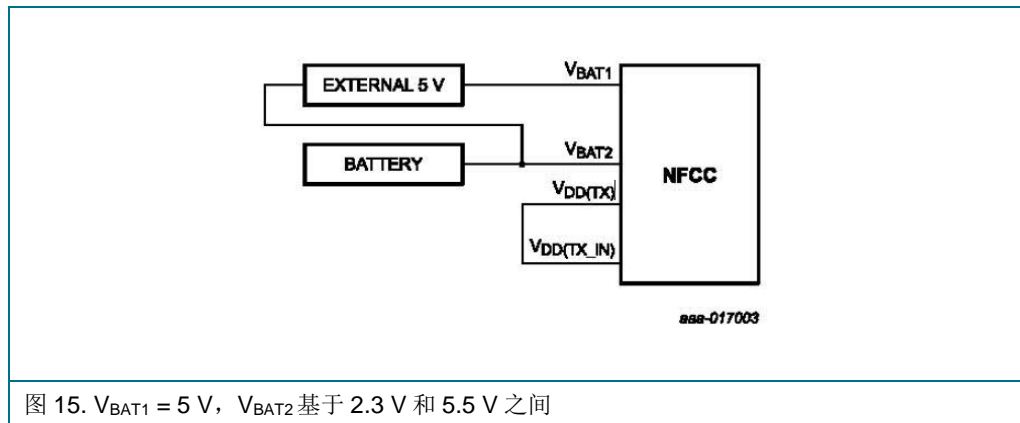 EXTERNAL 5 V
VBAT1
BATTERY
VBAT2
NFCC
VDD(TX)
VDD(TX_IN)
aaa-017003
图 15. VBAT1 = 5 V，VBAT2 基于 2.3 V 和 5.5 V 之间